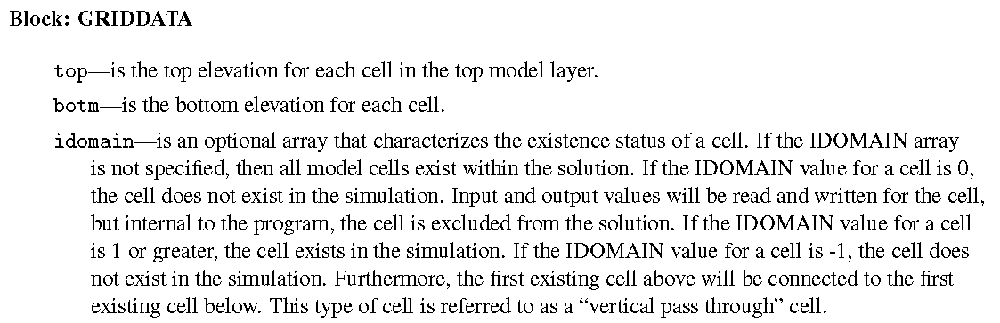 Block: GRIDDATA
top—is the top elevation for each cell in the top model layer.
botm—is the bottom elevation for each cell.
idomain—is an optional array that characterizes the existence status of a cell. If the IDOMAIN array
is not specified, then all model cells exist within the solution. If the IDOMAIN value for a cell is 0,
the cell does not exist in the simulation. Input and output values will be read and written for the cell,
but internal to the program, the cell is excluded from the solution. If the IDOMAIN value for a cell
is 1 or greater, the cell exists in the simulation. If the IDOMAIN value for a cell is -1, the cell does
not exist in the simulation. Furthermore, the first existing cell above will be connected to the first
existing cell below. This type of cell is referred to as a “vertical pass through” cell.